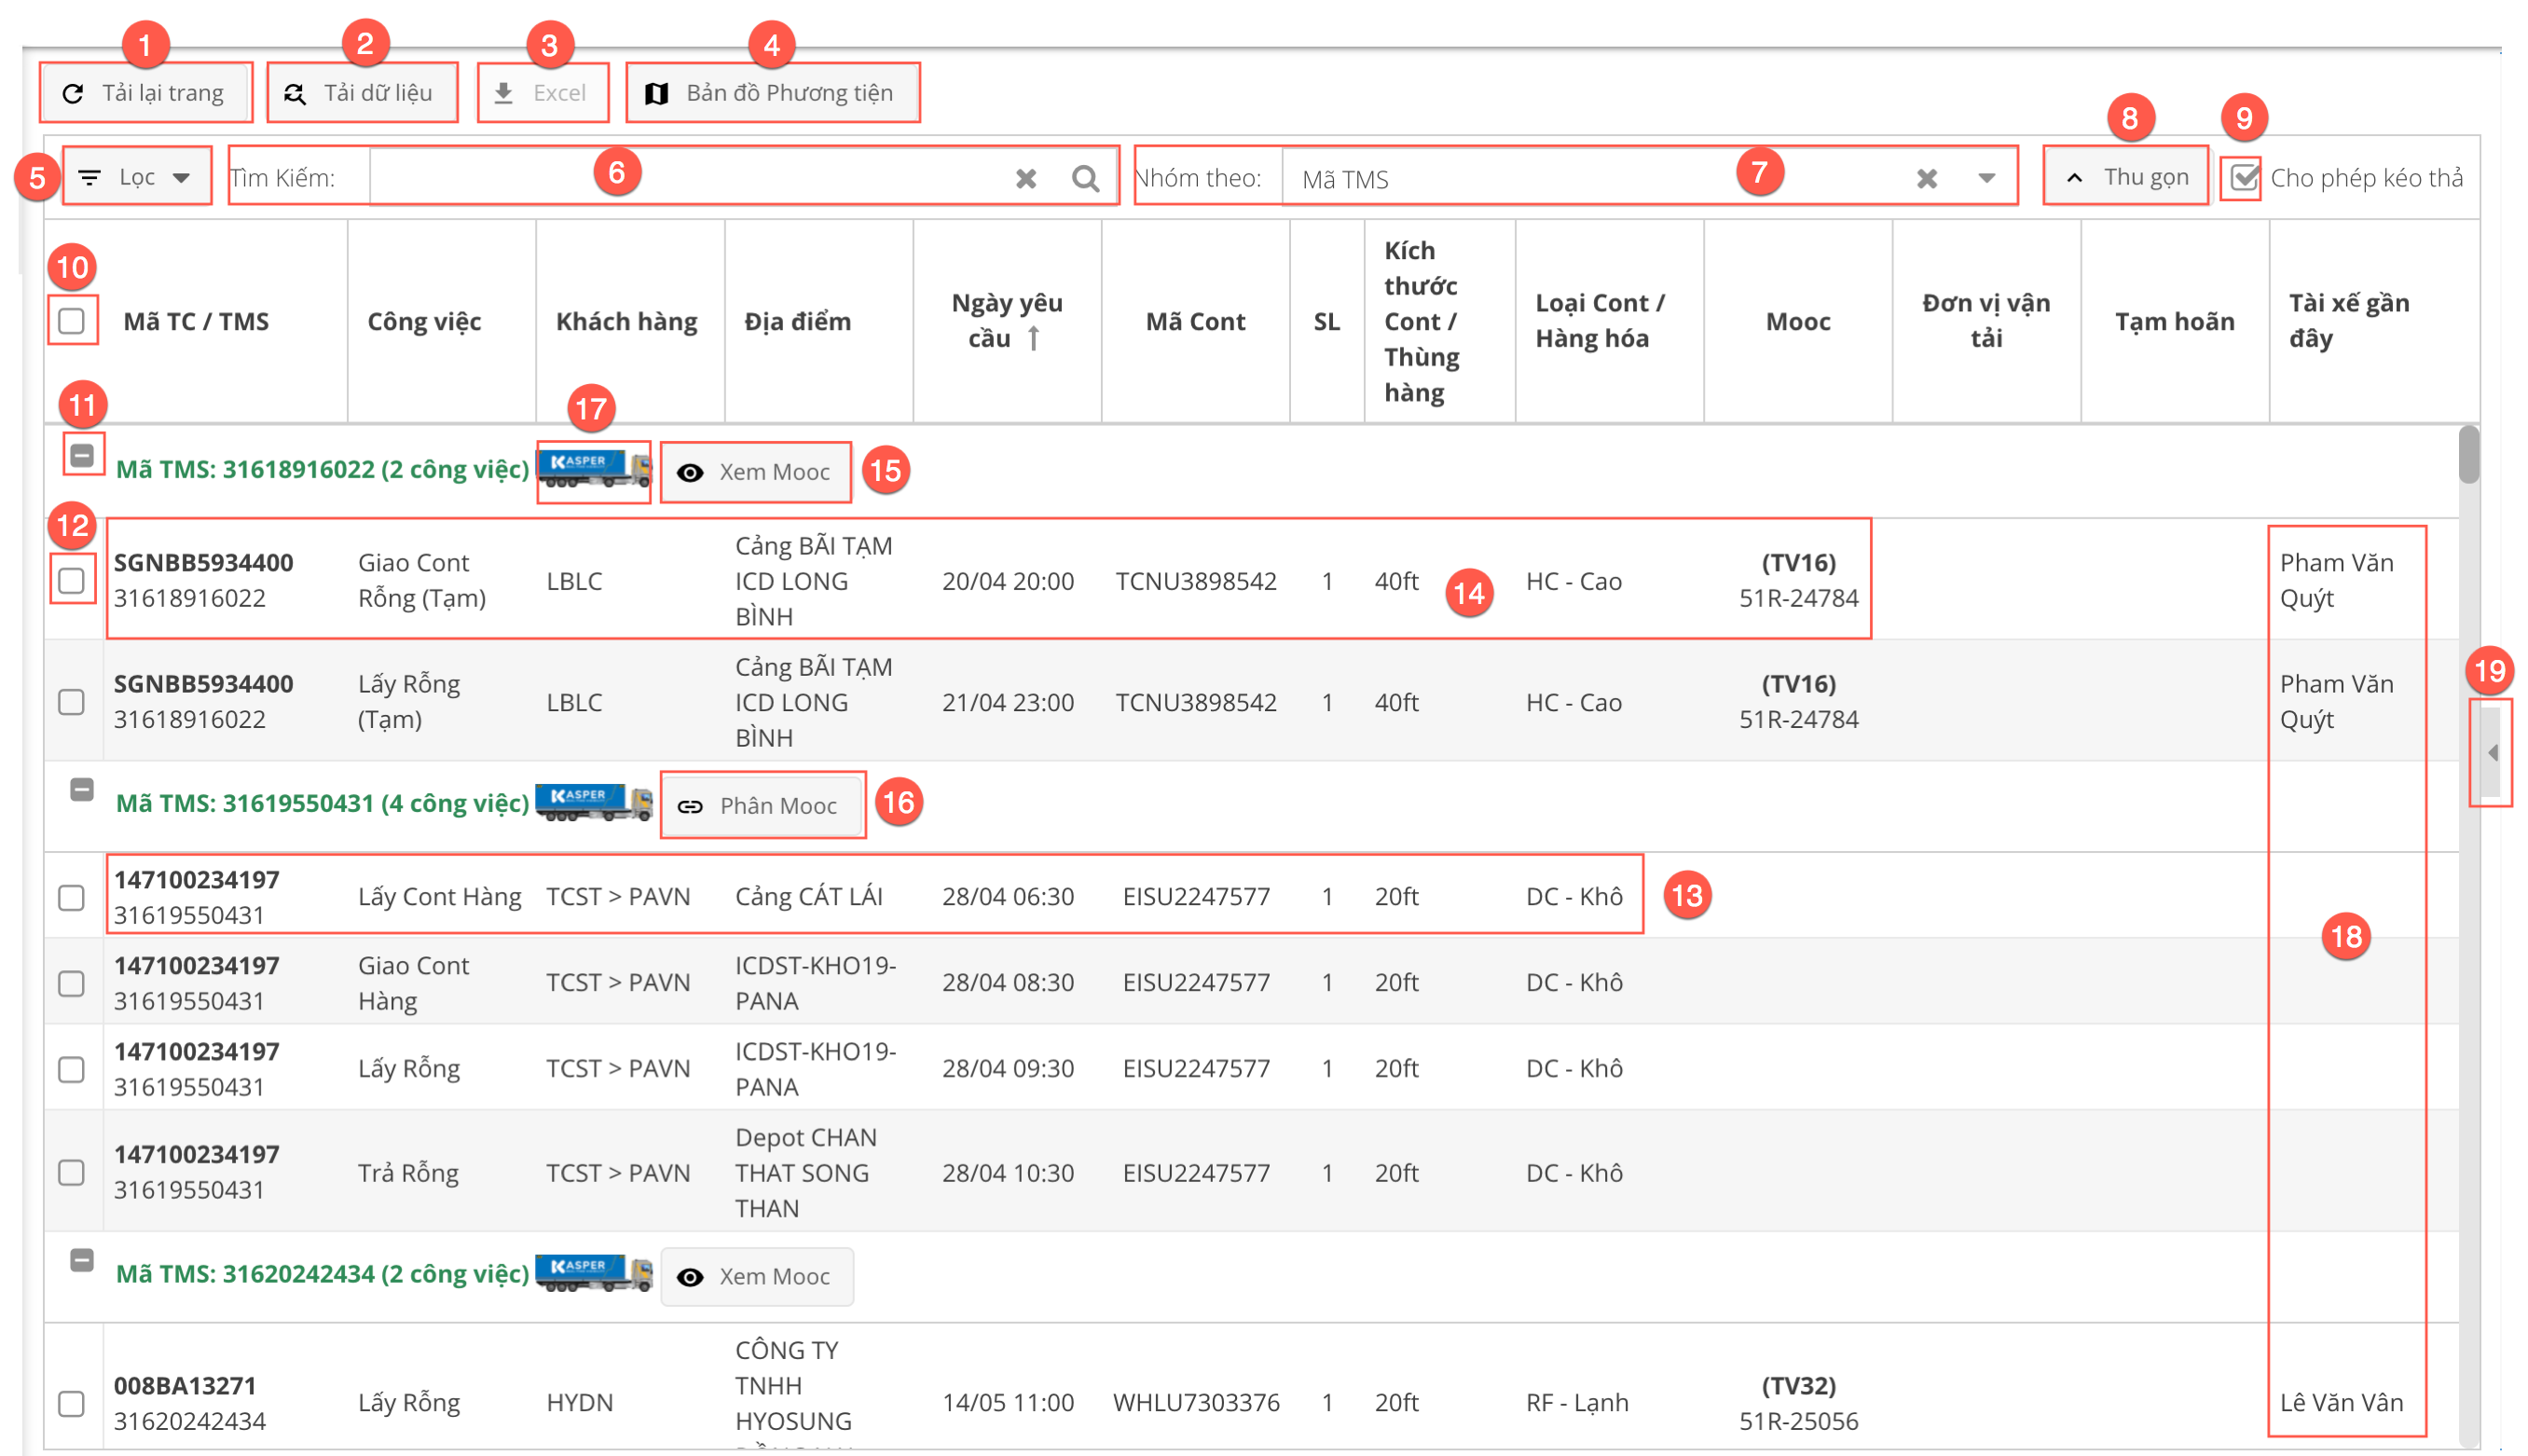 1 2 3 4
Tải lại trang Tải dữ liệu Excel Bản đồ Phương tiện
8 9
5 Lọc Tìm Kiếm: 6 Nhóm theo: Mã TMS 7 Thu gọn Cho phép kéo thả
10
Mã TC / TMS
Công việc
Khách hàng
Địa điểm
Ngày yêu
cầu ↑
Mã Cont
SL
Kích
thước
Cont /
Thùng
hàng
Loại Cont /
Hàng hóa
Mooc
Đơn vị vận
tải
Tạm hoãn
Tài xế gần
đây
11 17
Mã TMS: 31618916022 (2 công việc) KASPER Xem Mooc 15
12
SGNBB5934400
31618916022
Giao Cont
Rỗng (Tạm)
LBLC
Cảng BÃI TẠM
ICD LONG
BÌNH
20/04 20:00
TCNU3898542
1
40ft
14
HC - Cao
(TV16)
51R-24784
Pham Văn
Quýt
SGNBB5934400
31618916022
Lấy Rỗng
(Tạm)
LBLC
Cảng BÃI TẠM
ICD LONG
BÌNH
21/04 23:00
TCNU3898542
1
40ft
HC - Cao
(TV16)
51R-24784
Pham Văn
Quýt
19
Mã TMS: 31619550431 (4 công việc) KASPER Phân Mooc 16
147100234197
31619550431
Lấy Cont Hàng
TCST > PAVN
Cảng CÁT LÁI
28/04 06:30
EISU2247577
1
20ft
DC - Khô
13
18
147100234197
31619550431
Giao Cont
Hàng
TCST > PAVN
ICDST-KHO19-
PANA
28/04 08:30
EISU2247577
1
20ft
DC - Khô
147100234197
31619550431
Lấy Rỗng
TCST > PAVN
ICDST-KHO19-
PANA
28/04 09:30
EISU2247577
1
20ft
DC - Khô
147100234197
31619550431
Trả Rỗng
TCST > PAVN
Depot CHAN
THAT SONG
THAN
28/04 10:30
EISU2247577
1
20ft
DC - Khô
Mã TMS: 31620242434 (2 công việc) KASPER Xem Mooc
008BA13271
31620242434
Lấy Rỗng
HYDN
CÔNG TY
TNHH
HYOSUNG
14/05 11:00
WHLU7303376
1
20ft
RF - Lạnh
(TV32)
51R-25056
Lê Văn Vân